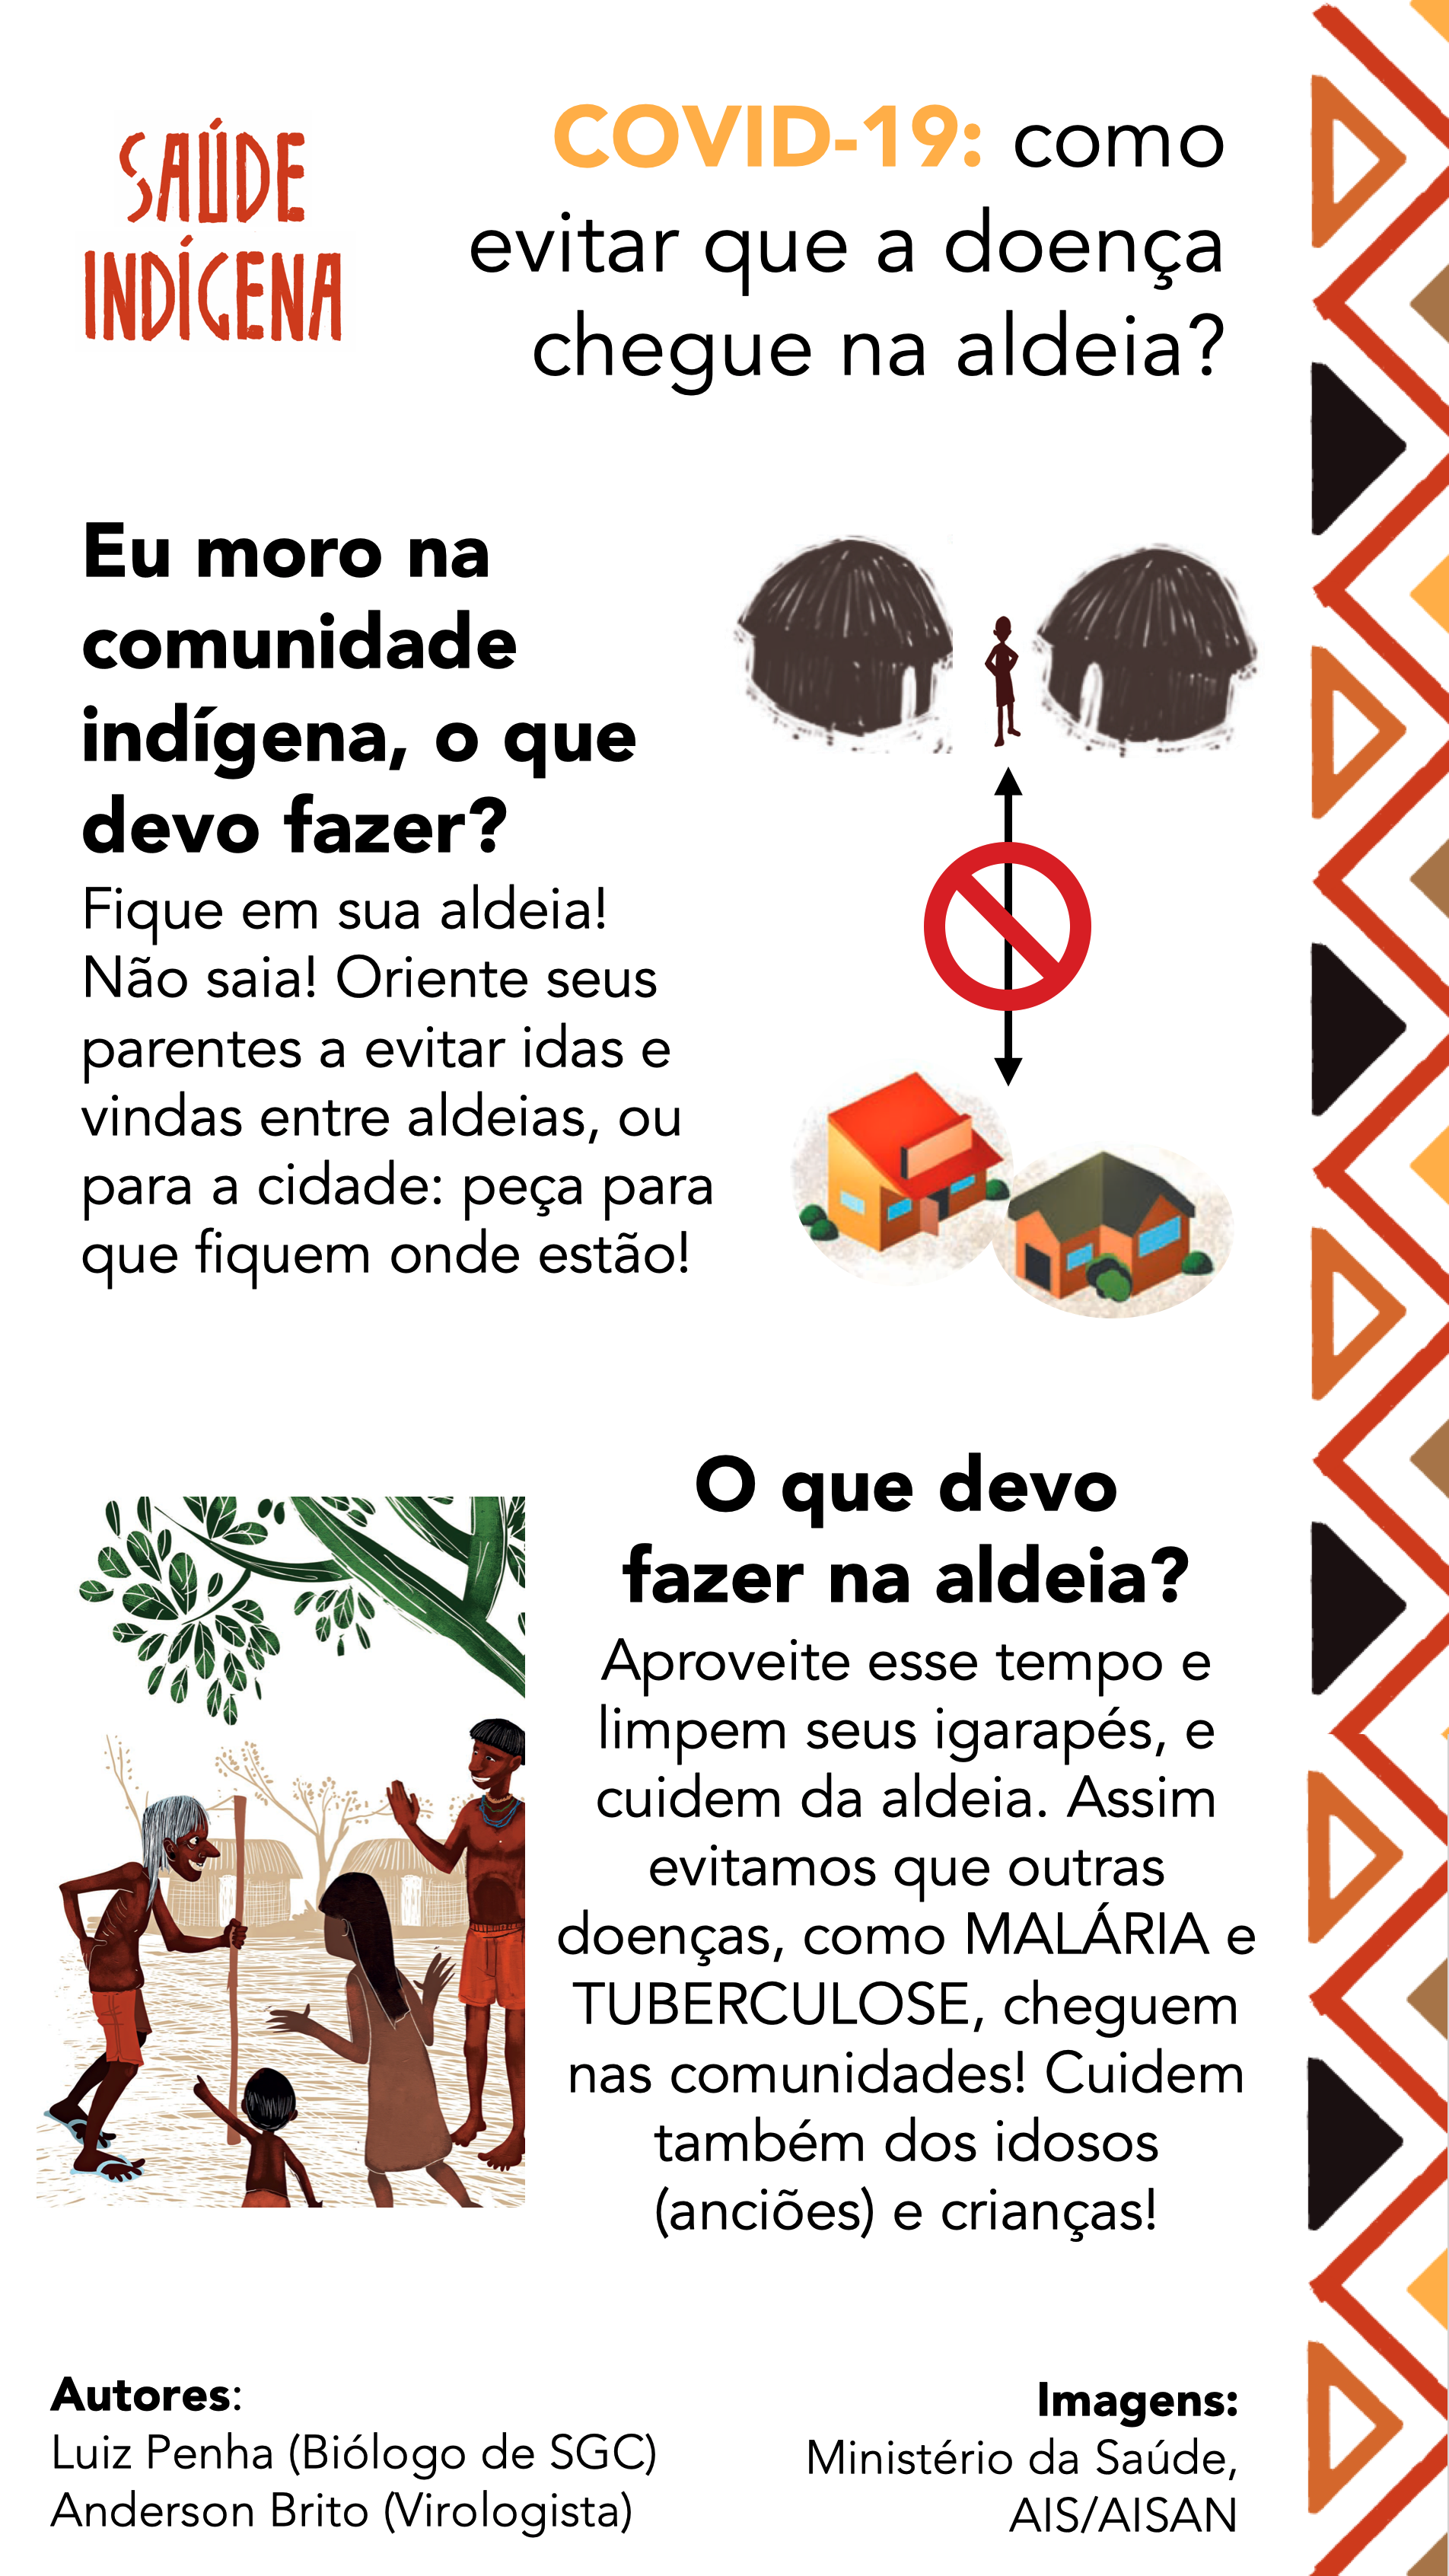 SAÚDE
INDÍGENA
COVID-19: como
evitar que a doença
chegue na aldeia?
Eu moro na
comunidade
indígena, o que
devo fazer?
Fique em sua aldeia!
Não saia! Oriente seus
parentes a evitar idas e
vindas entre aldeias, ou
para a cidade: peça para
que fiquem onde estão!
O que devo
fazer na aldeia?
Aproveite esse tempo e
limpem seus igarapés, e
cuidem da aldeia. Assim
evitamos que outras
doenças, como MALÁRIA e
TUBERCULOSE, cheguem
nas comunidades! Cuidem
também dos idosos
(anciões) e crianças!
Autores:
Luiz Penha (Biólogo de SGC)
Anderson Brito (Virologista)
Imagens:
Ministério da Saúde,
AIS/AISAN